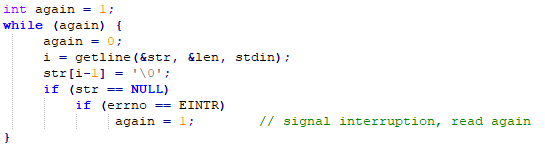 int again = 1;
while (again) {
again = 0;
i = getline(&str, &len, stdin);
str[i-1] = '\0';
if (str == NULL)
if (errno == EINTR)
again = 1; // signal interruption, read again
}